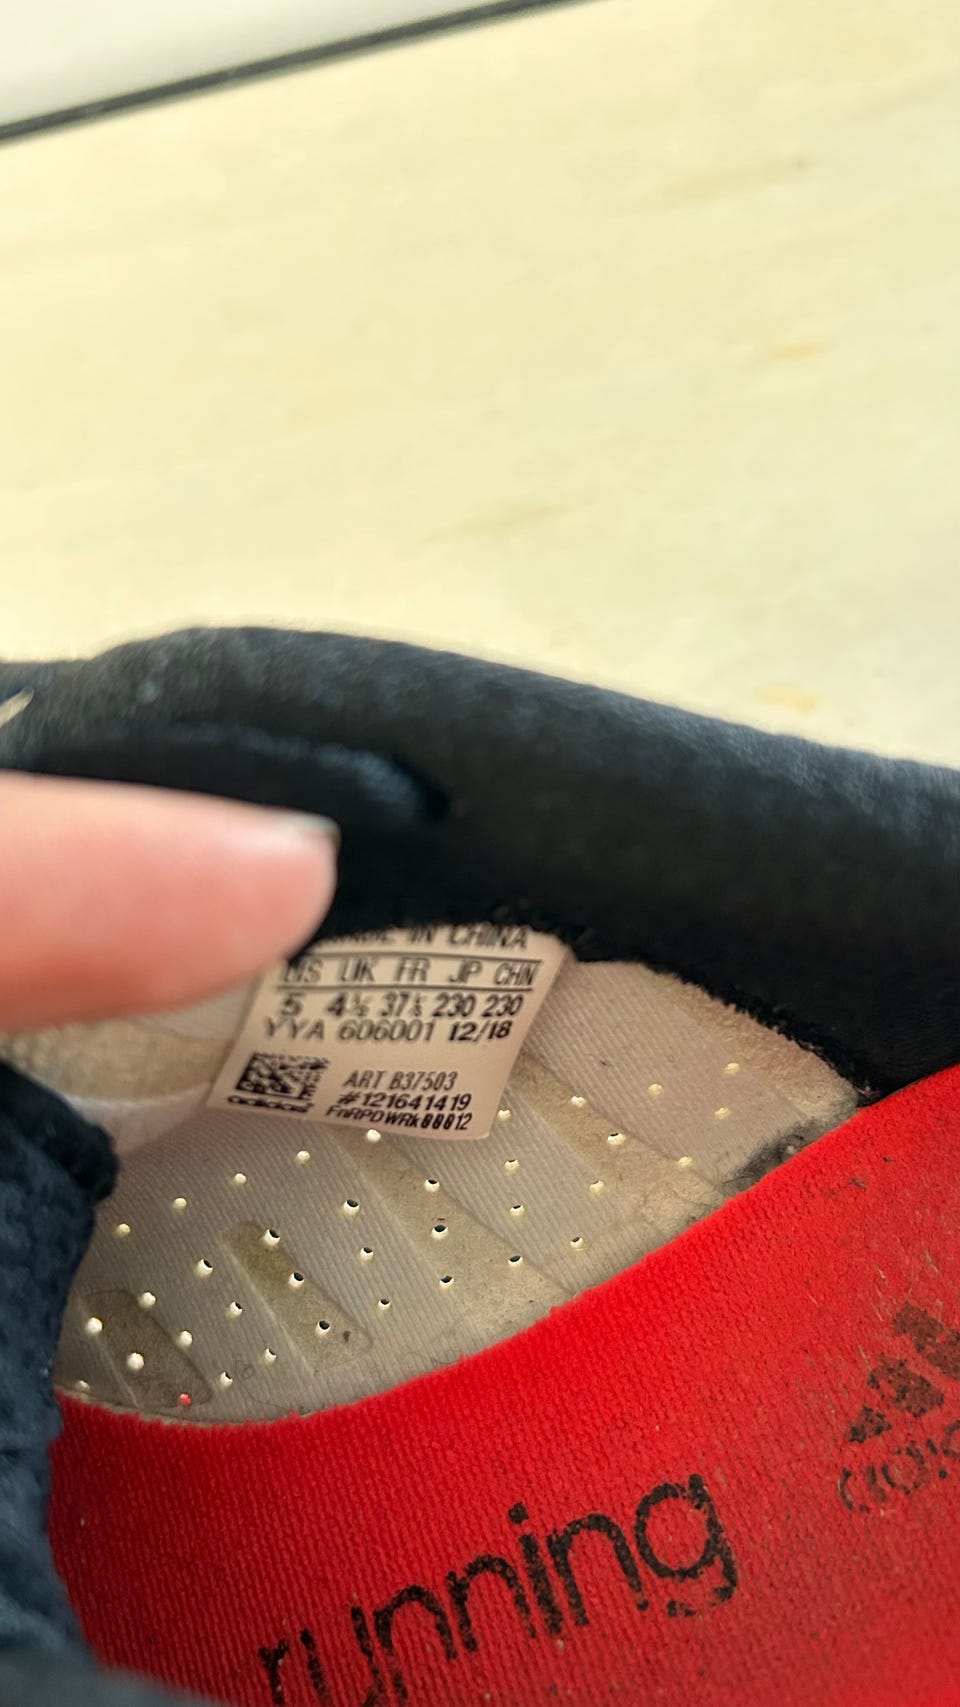 MADE IN CHINA
US UK FR JP CHN
5 4½ 37⅓ 230 230
YYA 606001 12/18
ART B37503
#121641419
adidas
running
adidas